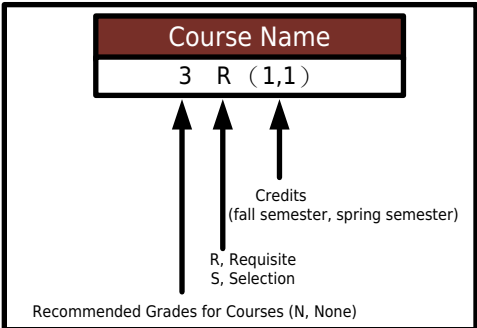 Course Name
3 R （1,1）
Credits
(fall semester, spring semester)
R, Requisite
S, Selection
Recommended Grades for Courses (N, None)